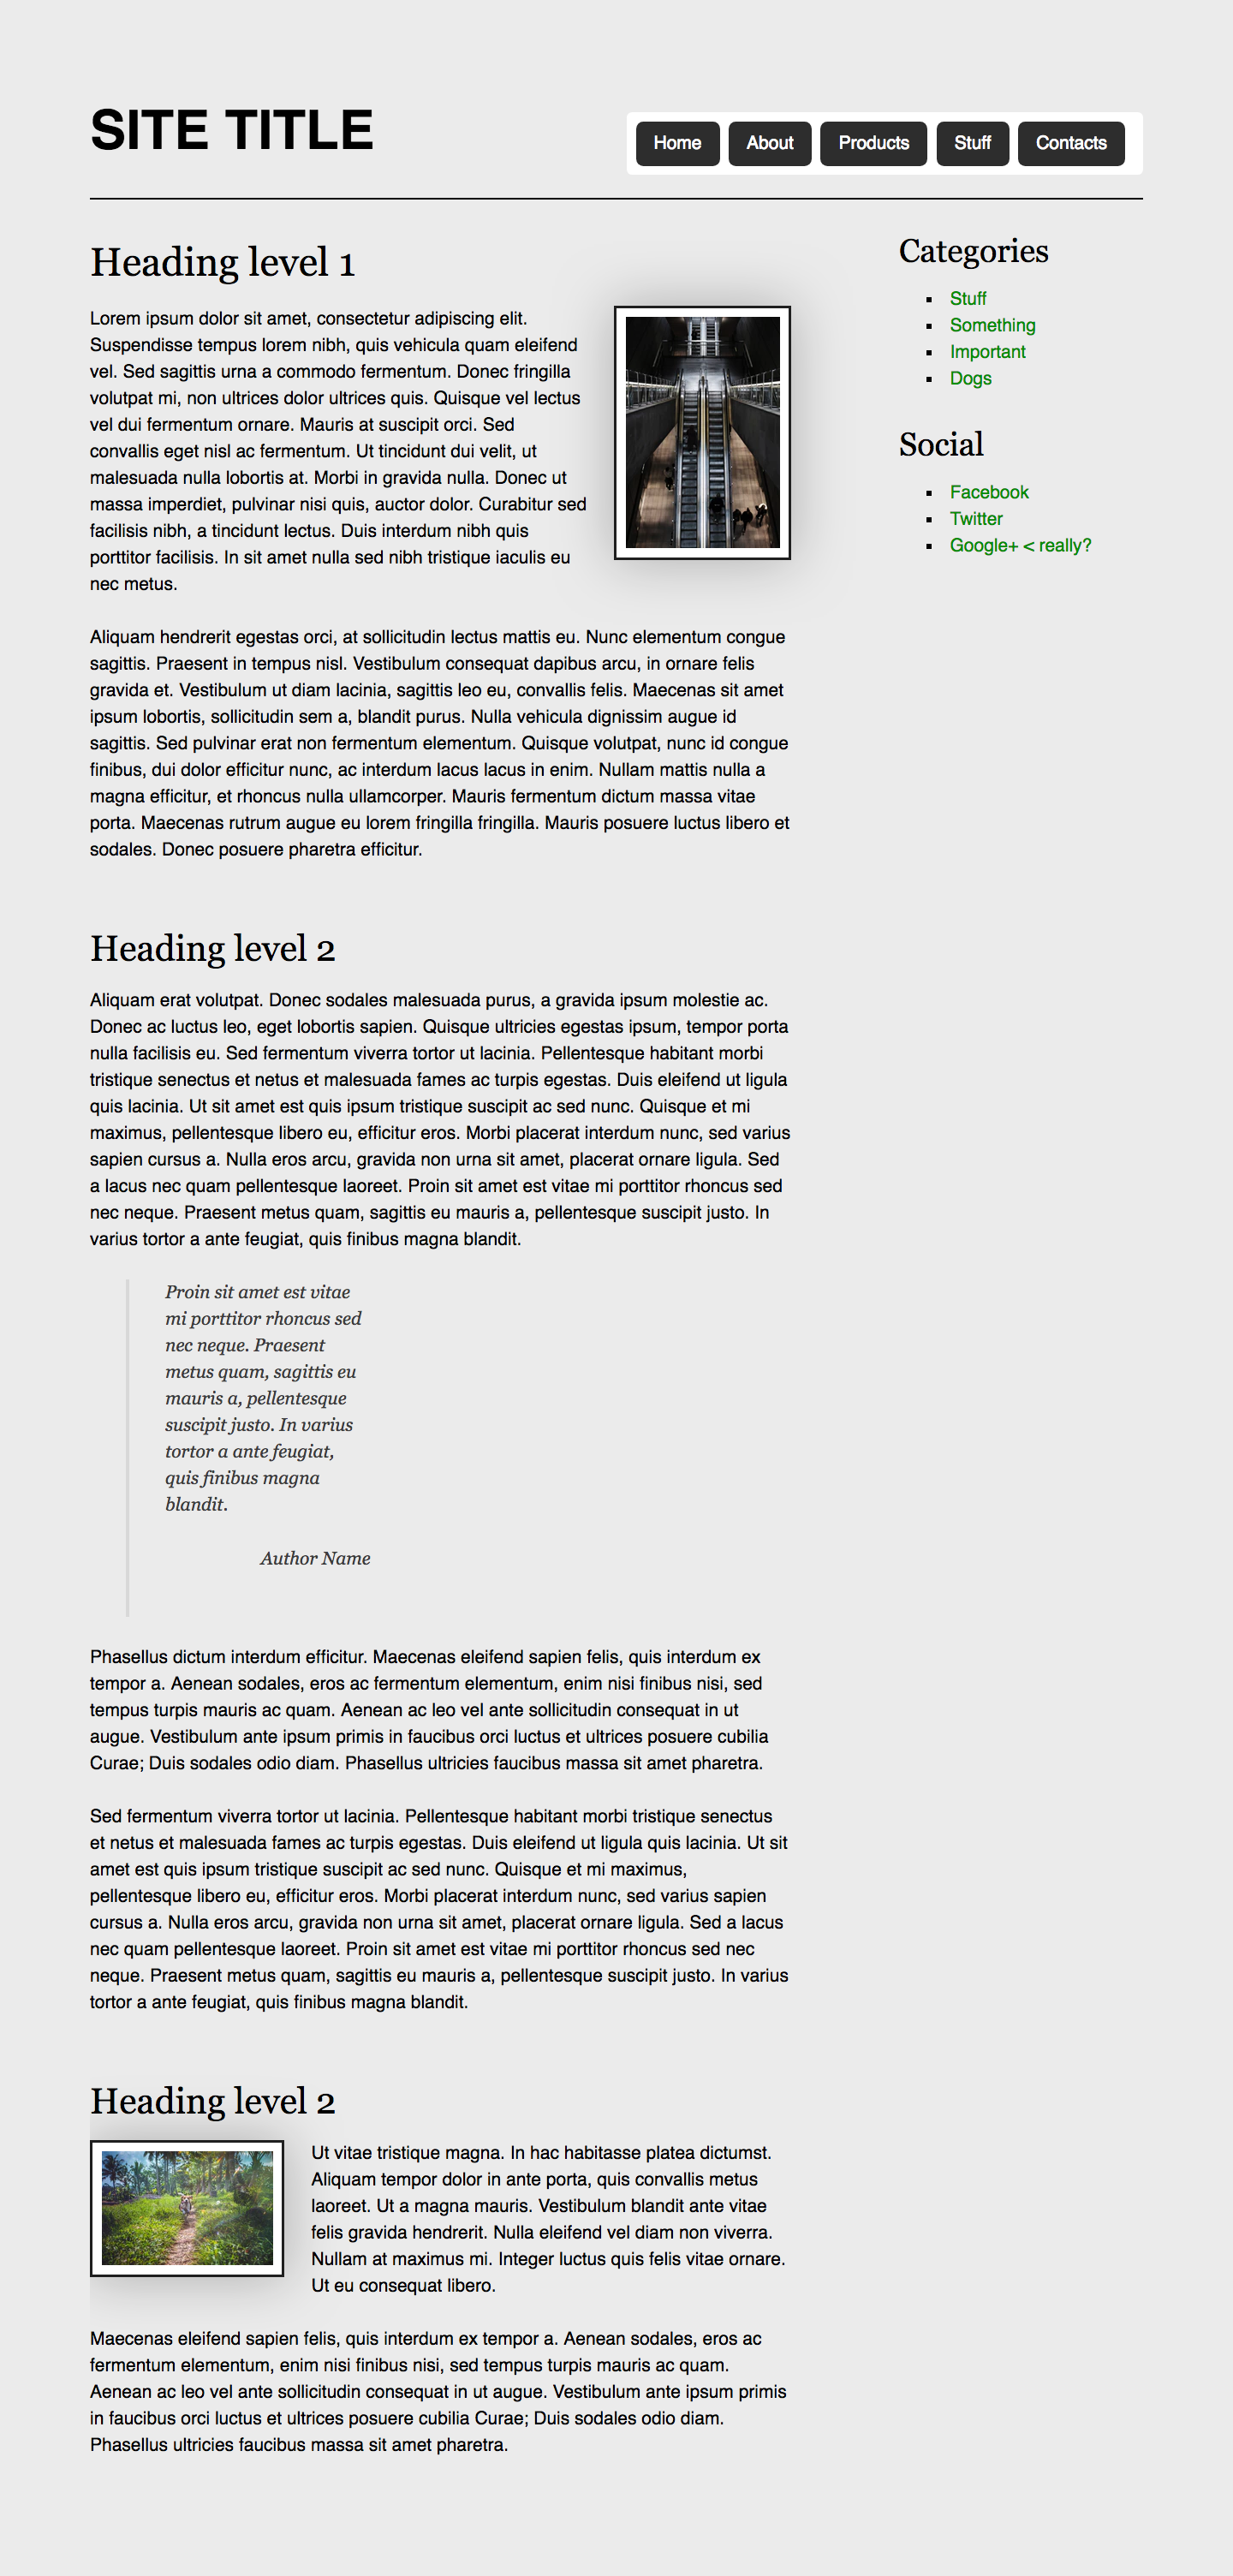 SITE TITLE
Home
About
Products
Stuff
Contacts
Heading level 1
Lorem ipsum dolor sit amet, consectetur adipiscing elit.
Suspendisse tempus lorem nibh, quis vehicula quam eleifend
vel. Sed sagittis urna a commodo fermentum. Donec fringilla
volutpat mi, non ultrices dolor ultrices quis. Quisque vel lectus
vel dui fermentum ornare. Mauris at suscipit orci. Sed
convallis eget nisl ac fermentum. Ut tincidunt dui velit, ut
malesuada nulla lobortis at. Morbi in gravida nulla. Donec ut
massa imperdiet, pulvinar nisi quis, auctor dolor. Curabitur sed
facilisis nibh, a tincidunt lectus. Duis interdum nibh quis
porttitor facilisis. In sit amet nulla sed nibh tristique iaculis eu
nec metus.
Aliquam hendrerit egestas orci, at sollicitudin lectus mattis eu. Nunc elementum congue
sagittis. Praesent in tempus nisl. Vestibulum consequat dapibus arcu, in ornare felis
gravida et. Vestibulum ut diam lacinia, sagittis leo eu, convallis felis. Maecenas sit amet
ipsum lobortis, sollicitudin sem a, blandit purus. Nulla vehicula dignissim augue id
sagittis. Sed pulvinar erat non fermentum elementum. Quisque volutpat, nunc id congue
finibus, dui dolor efficitur nunc, ac interdum lacus lacus in enim. Nullam mattis nulla a
magna efficitur, et rhoncus nulla ullamcorper. Mauris fermentum dictum massa vitae
porta. Maecenas rutrum augue eu lorem fringilla fringilla. Mauris posuere luctus libero et
sodales. Donec posuere pharetra efficitur.
Heading level 2
Aliquam erat volutpat. Donec sodales malesuada purus, a gravida ipsum molestie ac.
Donec ac luctus leo, eget lobortis sapien. Quisque ultricies egestas ipsum, tempor porta
nulla facilisis eu. Sed fermentum viverra tortor ut lacinia. Pellentesque habitant morbi
tristique senectus et netus et malesuada fames ac turpis egestas. Duis eleifend ut ligula
quis lacinia. Ut sit amet est quis ipsum tristique suscipit ac sed nunc. Quisque et mi
maximus, pellentesque libero eu, efficitur eros. Morbi placerat interdum nunc, sed varius
sapien cursus a. Nulla eros arcu, gravida non urna sit amet, placerat ornare ligula. Sed
a lacus nec quam pellentesque laoreet. Proin sit amet est vitae mi porttitor rhoncus sed
nec neque. Praesent metus quam, sagittis eu mauris a, pellentesque suscipit justo. In
varius tortor a ante feugiat, quis finibus magna blandit.
Proin sit amet est vitae
mi porttitor rhoncus sed
nec neque. Praesent
metus quam, sagittis eu
mauris a, pellentesque
suscipit justo. In varius
tortor a ante feugiat,
quis finibus magna
blandit.
Author Name
Phasellus dictum interdum efficitur. Maecenas eleifend sapien felis, quis interdum ex
tempor a. Aenean sodales, eros ac fermentum elementum, enim nisi finibus nisi, sed
tempus turpis mauris ac quam. Aenean ac leo vel ante sollicitudin consequat in ut
augue. Vestibulum ante ipsum primis in faucibus orci luctus et ultrices posuere cubilia
Curae; Duis sodales odio diam. Phasellus ultricies faucibus massa sit amet pharetra.
Sed fermentum viverra tortor ut lacinia. Pellentesque habitant morbi tristique senectus
et netus et malesuada fames ac turpis egestas. Duis eleifend ut ligula quis lacinia. Ut sit
amet est quis ipsum tristique suscipit ac sed nunc. Quisque et mi maximus,
pellentesque libero eu, efficitur eros. Morbi placerat interdum nunc, sed varius sapien
cursus a. Nulla eros arcu, gravida non urna sit amet, placerat ornare ligula. Sed a lacus
nec quam pellentesque laoreet. Proin sit amet est vitae mi porttitor rhoncus sed nec
neque. Praesent metus quam, sagittis eu mauris a, pellentesque suscipit justo. In varius
tortor a ante feugiat, quis finibus magna blandit.
Heading level 2
Ut vitae tristique magna. In hac habitasse platea dictumst.
Aliquam tempor dolor in ante porta, quis convallis metus
laoreet. Ut a magna mauris. Vestibulum blandit ante vitae
felis gravida hendrerit. Nulla eleifend vel diam non viverra.
Nullam at maximus mi. Integer luctus quis felis vitae ornare.
Ut eu consequat libero.
Maecenas eleifend sapien felis, quis interdum ex tempor a. Aenean sodales, eros ac
fermentum elementum, enim nisi finibus nisi, sed tempus turpis mauris ac quam.
Aenean ac leo vel ante sollicitudin consequat in ut augue. Vestibulum ante ipsum primis
in faucibus orci luctus et ultrices posuere cubilia Curae; Duis sodales odio diam.
Phasellus ultricies faucibus massa sit amet pharetra.
Categories
Stuff
Something
Important
Dogs
Social
Facebook
Twitter
Google+ < really?